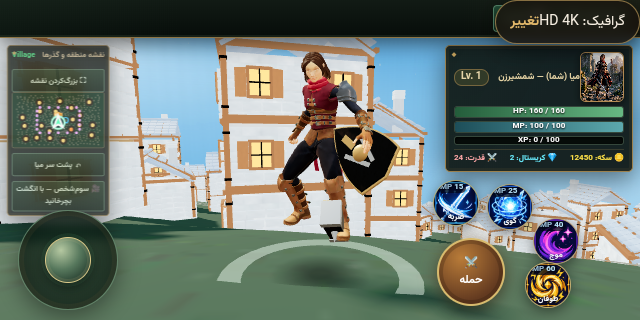 گرافیک: HD 4K تغییر
نقشه منطقه و گذرها Village
بزرگ‌کردن نقشه
پشت سر میا
سوم‌شخص — با انگشت
بچرخانید
میا (شما) — شمشیرزن
Lv. 1
HP: 160 / 160
MP: 100 / 100
XP: 0 / 100
سکه: 12450
کریستال: 2
قدرت: 24
MP 15
ضربه
MP 25
گوی
MP 40
موج
MP 60
طوفان
حمله